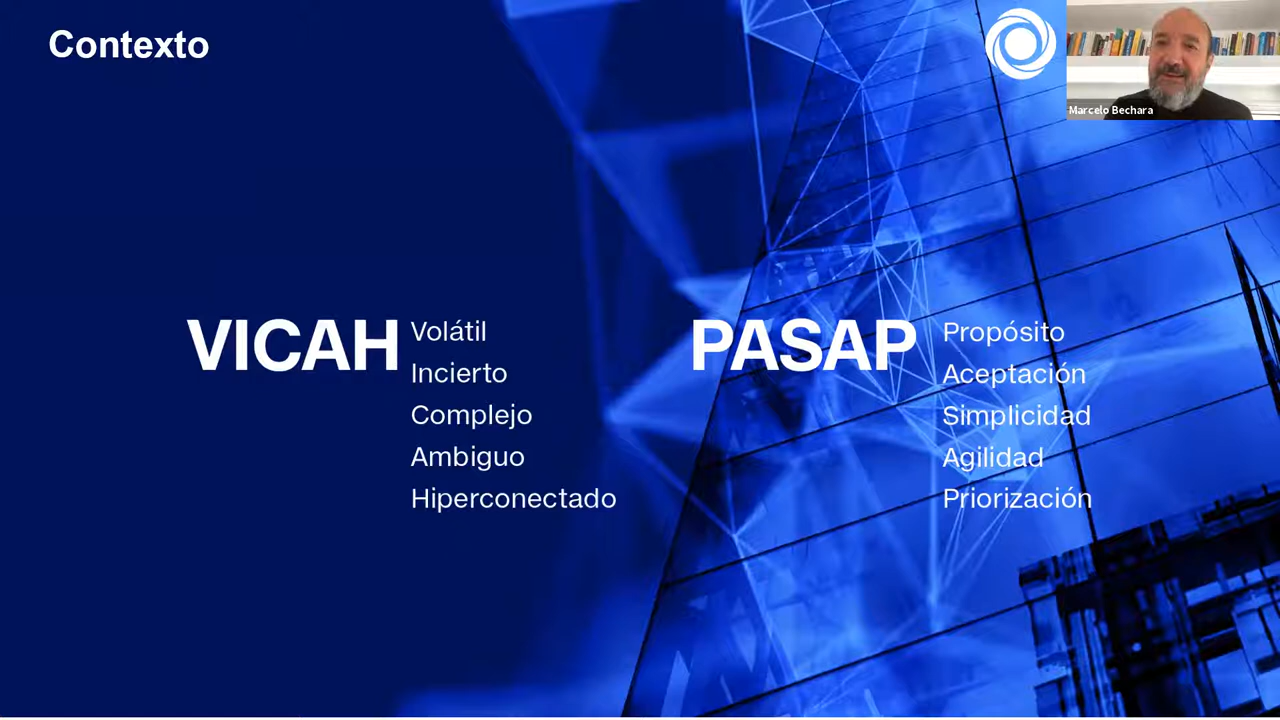 Contexto
Marcelo Bechara
VICAH
Volátil
Incierto
Complejo
Ambiguo
Hiperconectado
PASAP
Propósito
Aceptación
Simplicidad
Agilidad
Priorización